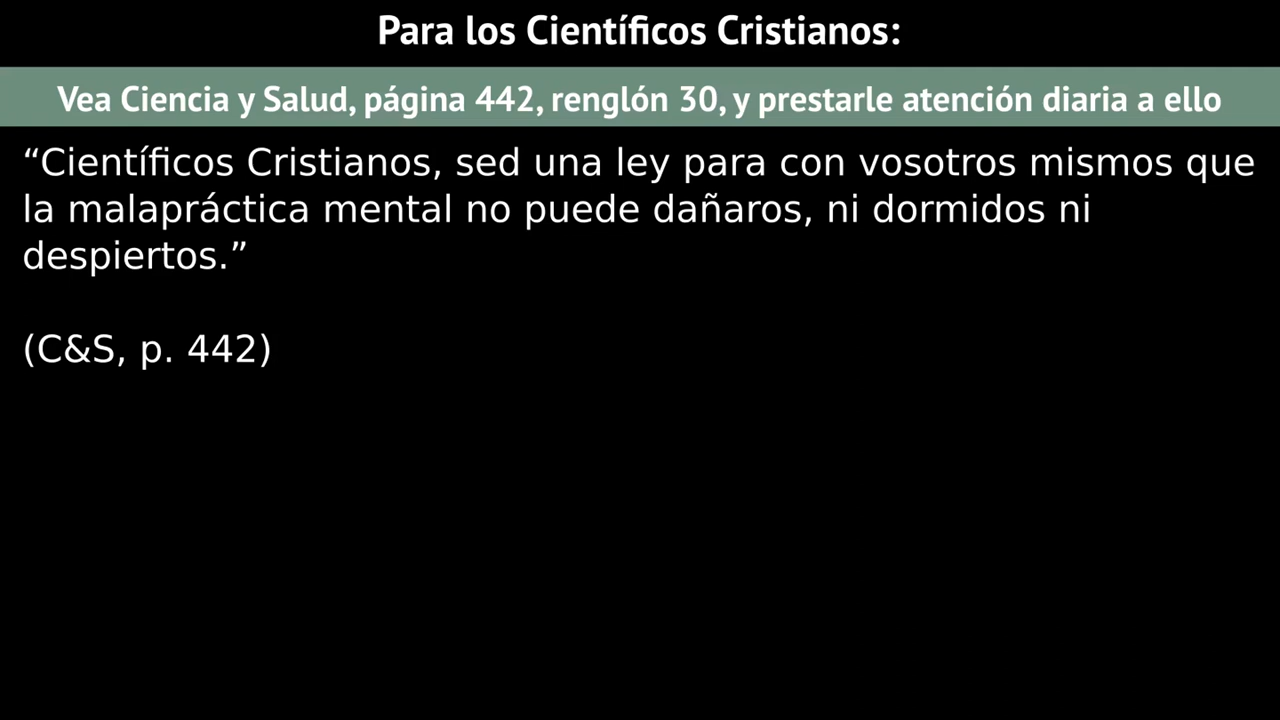 Para los Científicos Cristianos:
Vea Ciencia y Salud, página 442, renglón 30, y prestarle atención diaria a ello
“Científicos Cristianos, sed una ley para con vosotros mismos que
la malapráctica mental no puede dañaros, ni dormidos ni
despiertos.”
(C&S, p. 442)